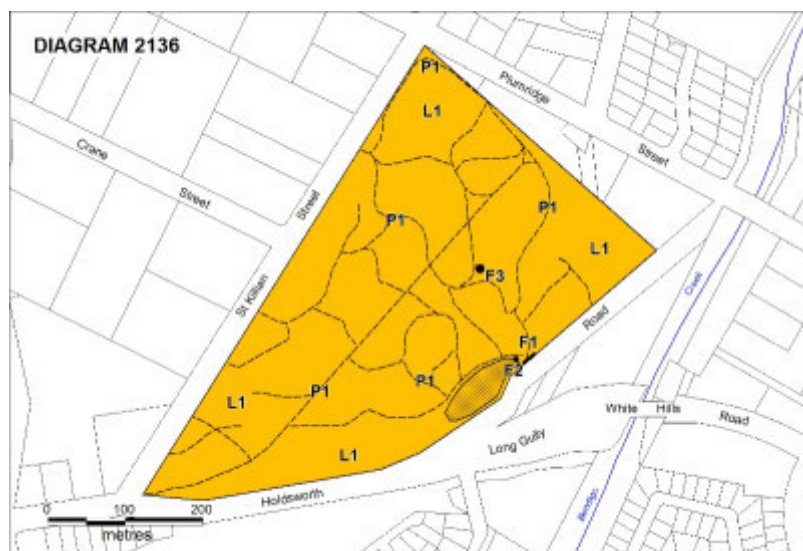 DIAGRAM 2136
P1
Plumridge
Street
L1
Crane
Street
St Killian
Street
P1
P1
L1
F3
Creek
Road
F1
F2
L1
P1
P1
White Hills
Road
Long Gully
L1
Holdsworth
Bendigo
0 100 200
metres